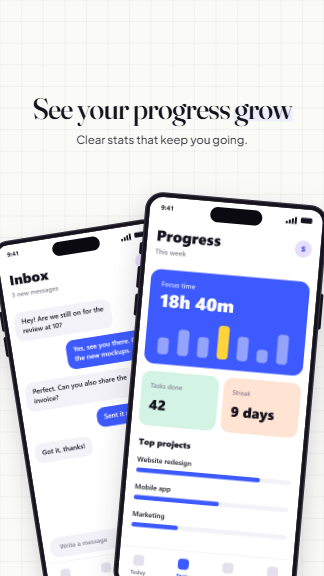 See your progress grow
Clear stats that keep you going.
9:41
Inbox
3 new messages
Hey! Are we still on for the
review at 10?
Yes, see you there.
the new mockups.
Perfect. Can you also share the
invoice?
Sent it
Got it, thanks!
Write a message
9:41
Progress
This week
S
Focus time
18h 40m
Tasks done
42
Streak
9 days
Top projects
Website redesign
Mobile app
Marketing
Today